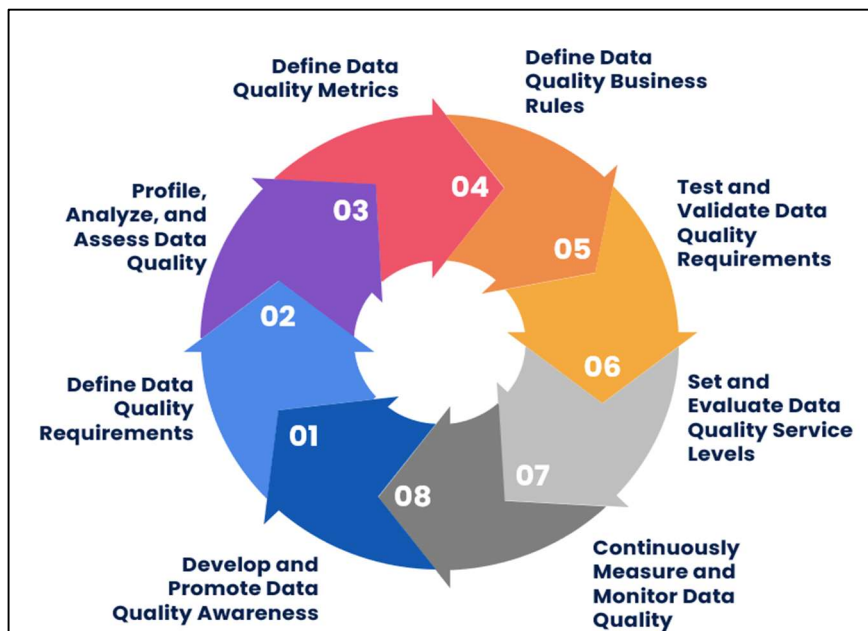 Define Data
Quality Metrics
Define Data
Quality Business
Rules
04
Profile,
Analyze, and
Assess Data
Quality
03
Test and
Validate Data
Quality
Requirements
05
02
06
Define Data
Quality
Requirements
Set and
Evaluate Data
Quality Service
Levels
01
07
08
Develop and
Promote Data
Quality Awareness
Continuously
Measure and
Monitor Data
Quality